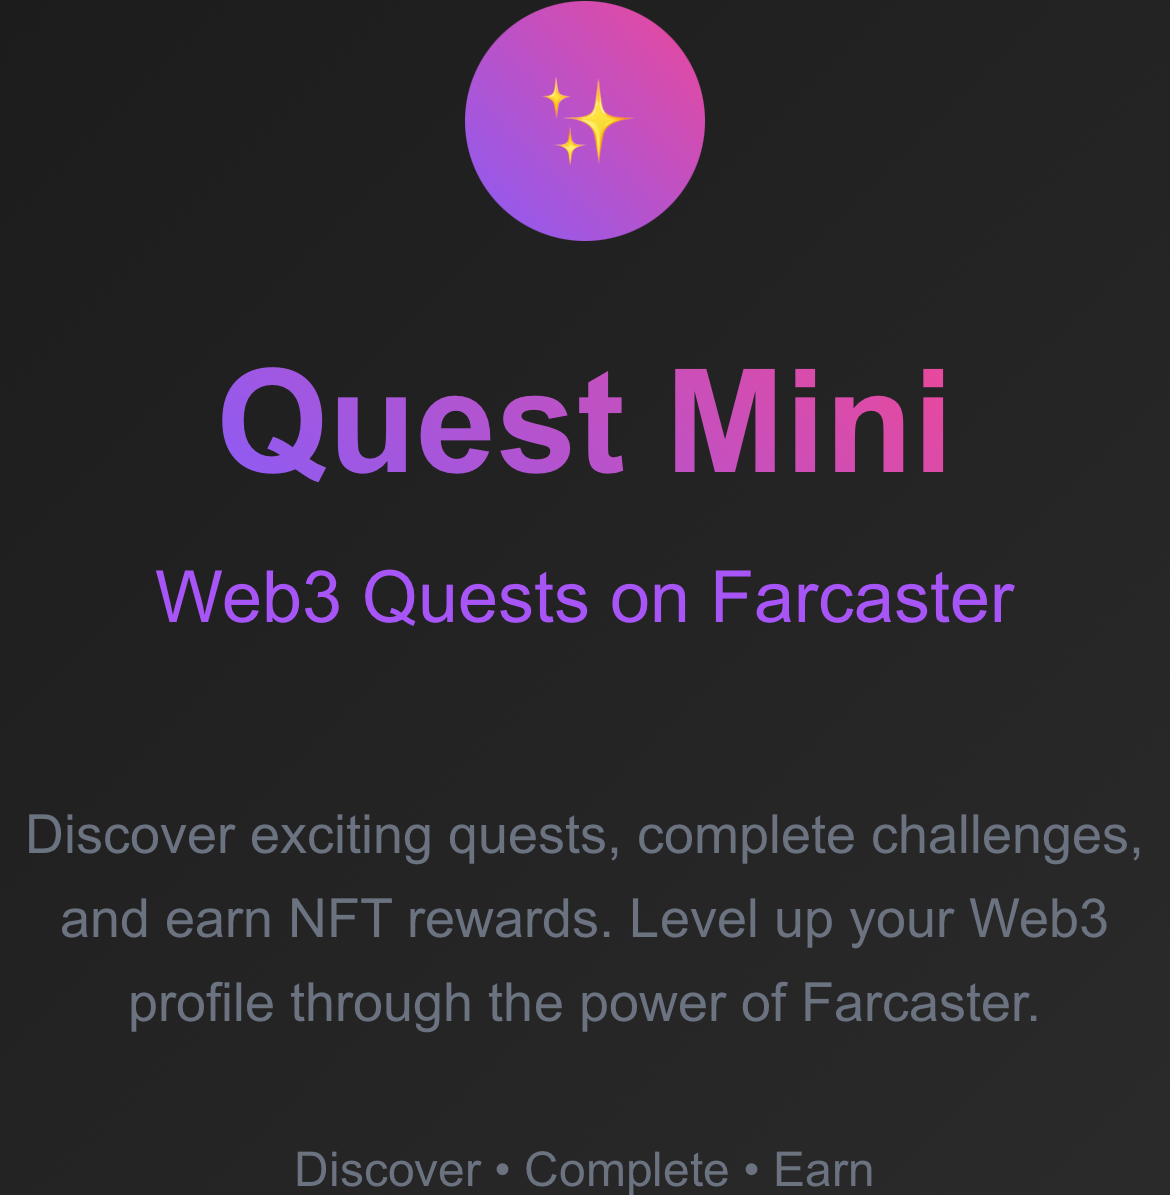 Quest Mini
Web3 Quests on Farcaster
Discover exciting quests, complete challenges,
and earn NFT rewards. Level up your Web3
profile through the power of Farcaster.
Discover • Complete • Earn